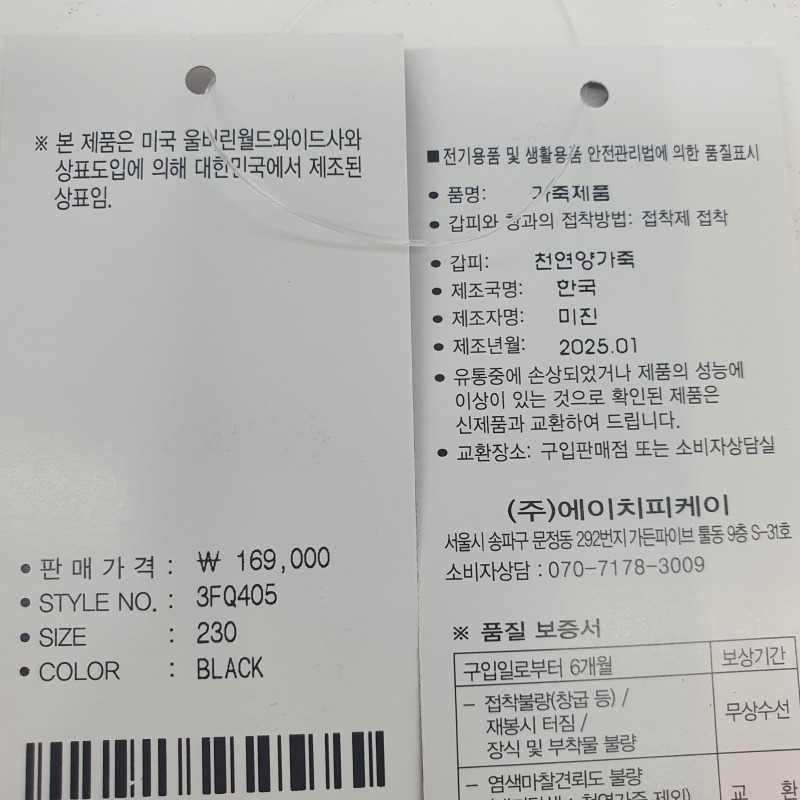 ※ 본 제품은 미국 울버린월드와이드사와
상표도입에 의해 대한민국에서 제조된
상표임.
• 판 매 가 격 : ₩ 169,000
• STYLE NO. : 3FQ405
• SIZE : 230
• COLOR : BLACK
■ 전기용품 및 생활용품 안전관리법에 의한 품질표시
• 품명: 가죽제품
• 갑피와 창과의 접착방법: 접착제 접착
• 갑피: 천연양가죽
• 제조국명: 한국
• 제조자명: 미진
• 제조년월: 2025.01
• 유통중에 손상되었거나 제품의 성능에
이상이 있는 것으로 확인된 제품은
신제품과 교환하여 드립니다.
• 교환장소: 구입판매점 또는 소비자상담실
(주)에이치피케이
서울시 송파구 문정동 292번지 가든파이브 툴동 9층 S-31호
소비자상담 : 070-7178-3009
※ 품질 보증서
구입일로부터 6개월 보상기간
- 접착불량(창굽 등) /
재봉시 터짐 /
장식 및 부착물 불량
무상수선
- 염색마찰견뢰도 불량
교 환